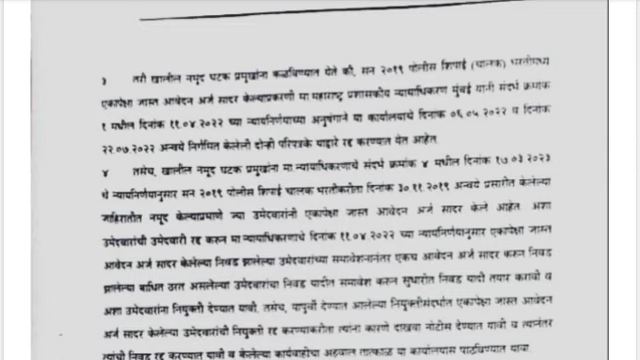 ३ तरी खालील नमूद घटक प्रमुखांना कळविण्यात येते की, सन २०१९ पोलीस शिपाई (चालक) भरतीमध्ये
एकापेक्षा जास्त आवेदन अर्ज सादर केल्याप्रकरणी मा महाराष्ट्र प्रशासकीय न्यायाधिकरण मुंबई यांनी संदर्भ क्रमांक
१ मधील दिनांक ११.०४.२०२२ च्या न्यायनिर्णयाच्या अनुषंगाने या कार्यालयाचे दिनांक ०६.०५.२०२२ व दिनांक
२२.०७.२०२२ अन्वये निर्गमित केलेली दोन्ही परिपत्रके याद्वारे रद्द करण्यात येत आहेत.
४ तसेच, खालील नमूद घटक प्रमुखांना मा न्यायाधिकरणाचे संदर्भ क्रमांक ४ मधील दिनांक १७.०३.२०२३
चे न्यायनिर्णयानुसार सन २०१९ पोलीस शिपाई चालक भरतीकरीता दिनांक ३०.११.२०१९ अन्वये प्रसारीत केलेल्या
जाहिरातीत नमूद केल्याप्रमाणे ज्या उमेदवारांनी एकापेक्षा जास्त आवेदन अर्ज सादर केले आहेत. अशा
उमेदवारांची उमेदवारी रद्द करुन मा न्यायाधिकरणाचे दिनांक ११.०४.२०२२ च्या न्यायनिर्णयानुसार एकापेक्षा जास्त
आवेदन अर्ज सादर केलेल्या निवड झालेल्या उमेदवारांच्या समावेशनानंतर एकच आवेदन अर्ज सादर करुन निवड
झालेल्या बाधित ठरत असलेल्या उमेदवारांचा निवड यादीत समावेश करुन सुधारीत निवड यादी तयार करावी व
अशा उमेदवारांना नियुक्ती देण्यात यावी. तसेच, यापुर्वी देण्यात आलेल्या नियुक्तीसंदर्भात एकापेक्षा जास्त आवेदन
अर्ज सादर केलेल्या उमेदवारांची नियुक्ती रद्द करण्याकरीता त्यांना कारणे दाखवा नोटीस देण्यात यावी व त्यानंतर
त्यांची निवड रद्द करण्यात यावी व केलेल्या कार्यवाहीचा अहवाल तात्काळ या कार्यालयास पाठविण्यात यावा